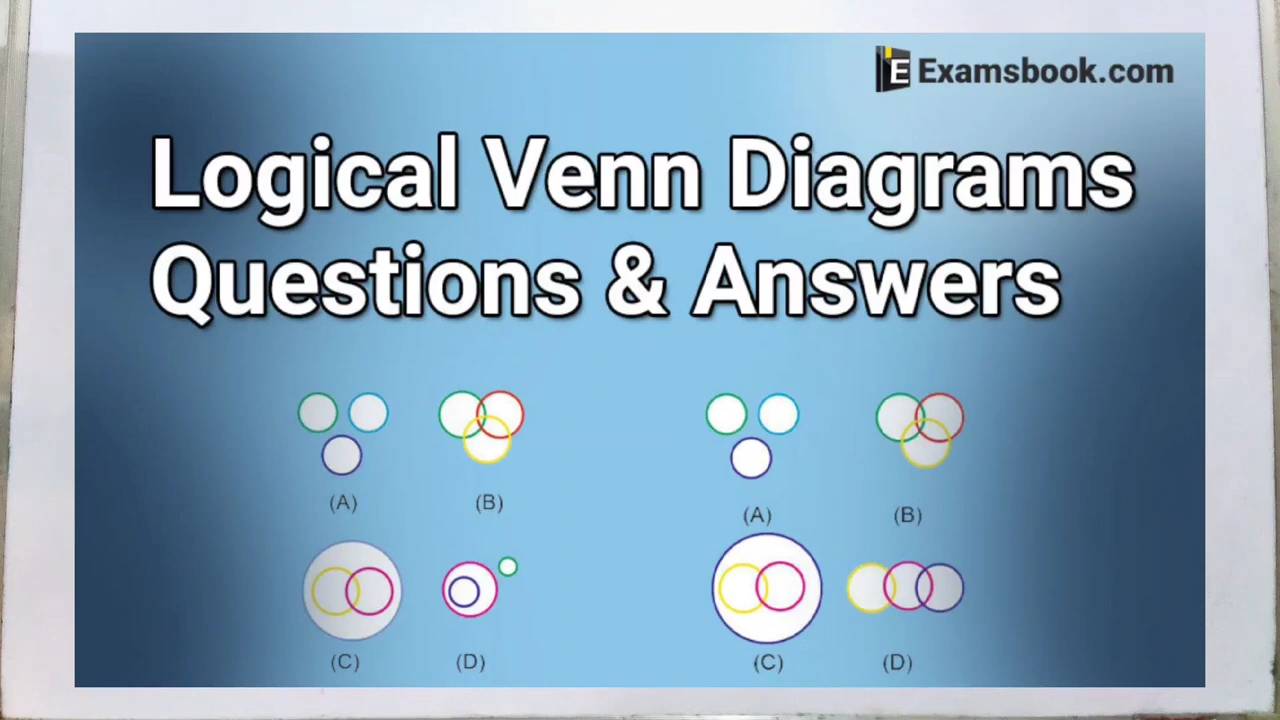 E Examsbook.com
Logical Venn Diagrams
Questions & Answers
(A) (B) (A) (B)
(C) (D) (C) (D)